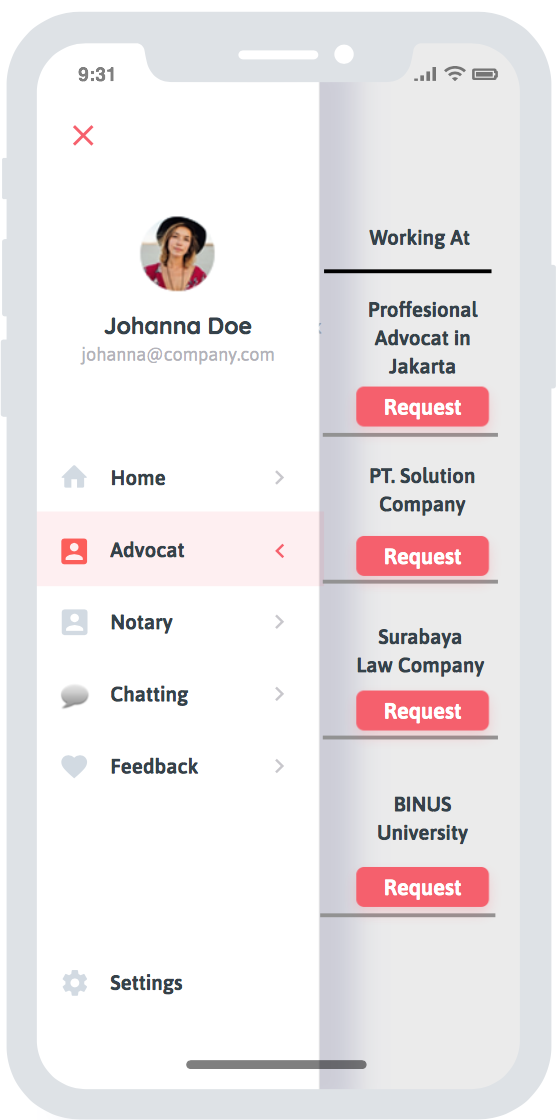 9:31
Johanna Doe
johanna@company.com
Home
Advocat
Notary
Chatting
Feedback
Settings
Working At
Proffesional
Advocat in
Jakarta
Request
PT. Solution
Company
Request
Surabaya
Law Company
Request
BINUS
University
Request